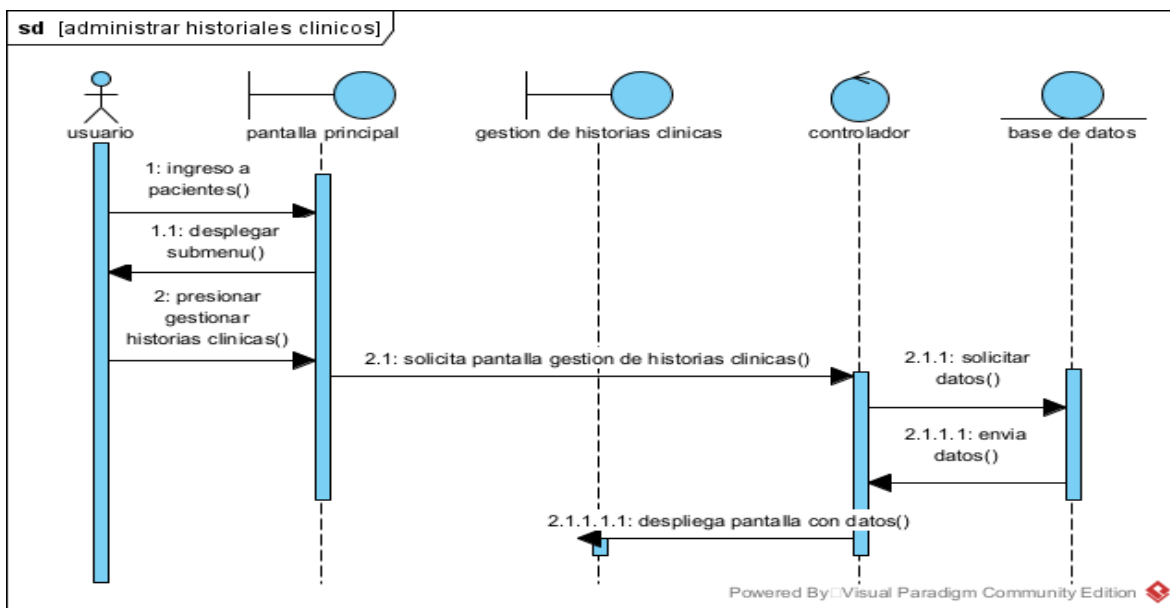 sd [administrar historiales clinicos]
usuario
pantalla principal
gestion de historias clinicas
controlador
base de datos
1: ingreso a
pacientes()
1.1: desplegar
submenu()
2: presionar
gestionar
historias clinicas()
2.1: solicita pantalla gestion de historias clinicas()
2.1.1: solicitar
datos()
2.1.1.1: envia
datos()
2.1.1.1.1: despliega pantalla con datos()
Powered By Visual Paradigm Community Edition